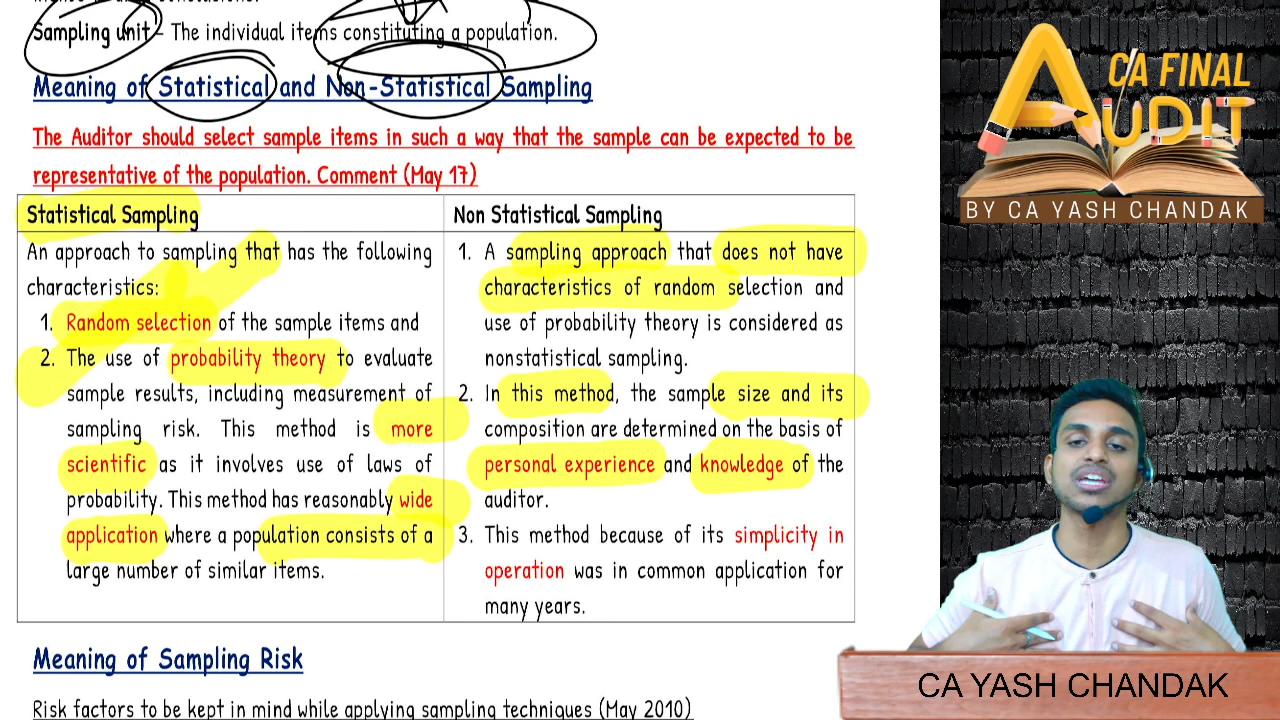 Sampling unit – The individual items constituting a population.
Meaning of Statistical and Non-Statistical Sampling
The Auditor should select sample items in such a way that the sample can be expected to be
representative of the population. Comment (May 17)
Statistical Sampling
An approach to sampling that has the following
characteristics:
1. Random selection of the sample items and
2. The use of probability theory to evaluate
sample results, including measurement of
sampling risk. This method is more
scientific as it involves use of laws of
probability. This method has reasonably wide
application where a population consists of a
large number of similar items.
Non Statistical Sampling
1. A sampling approach that does not have
characteristics of random selection and
use of probability theory is considered as
nonstatistical sampling.
2. In this method, the sample size and its
composition are determined on the basis of
personal experience and knowledge of the
auditor.
3. This method because of its simplicity in
operation was in common application for
many years.
Meaning of Sampling Risk
Risk factors to be kept in mind while applying sampling techniques (May 2010)
CA FINAL
AUDIT
BY CA YASH CHANDAK
CA YASH CHANDAK